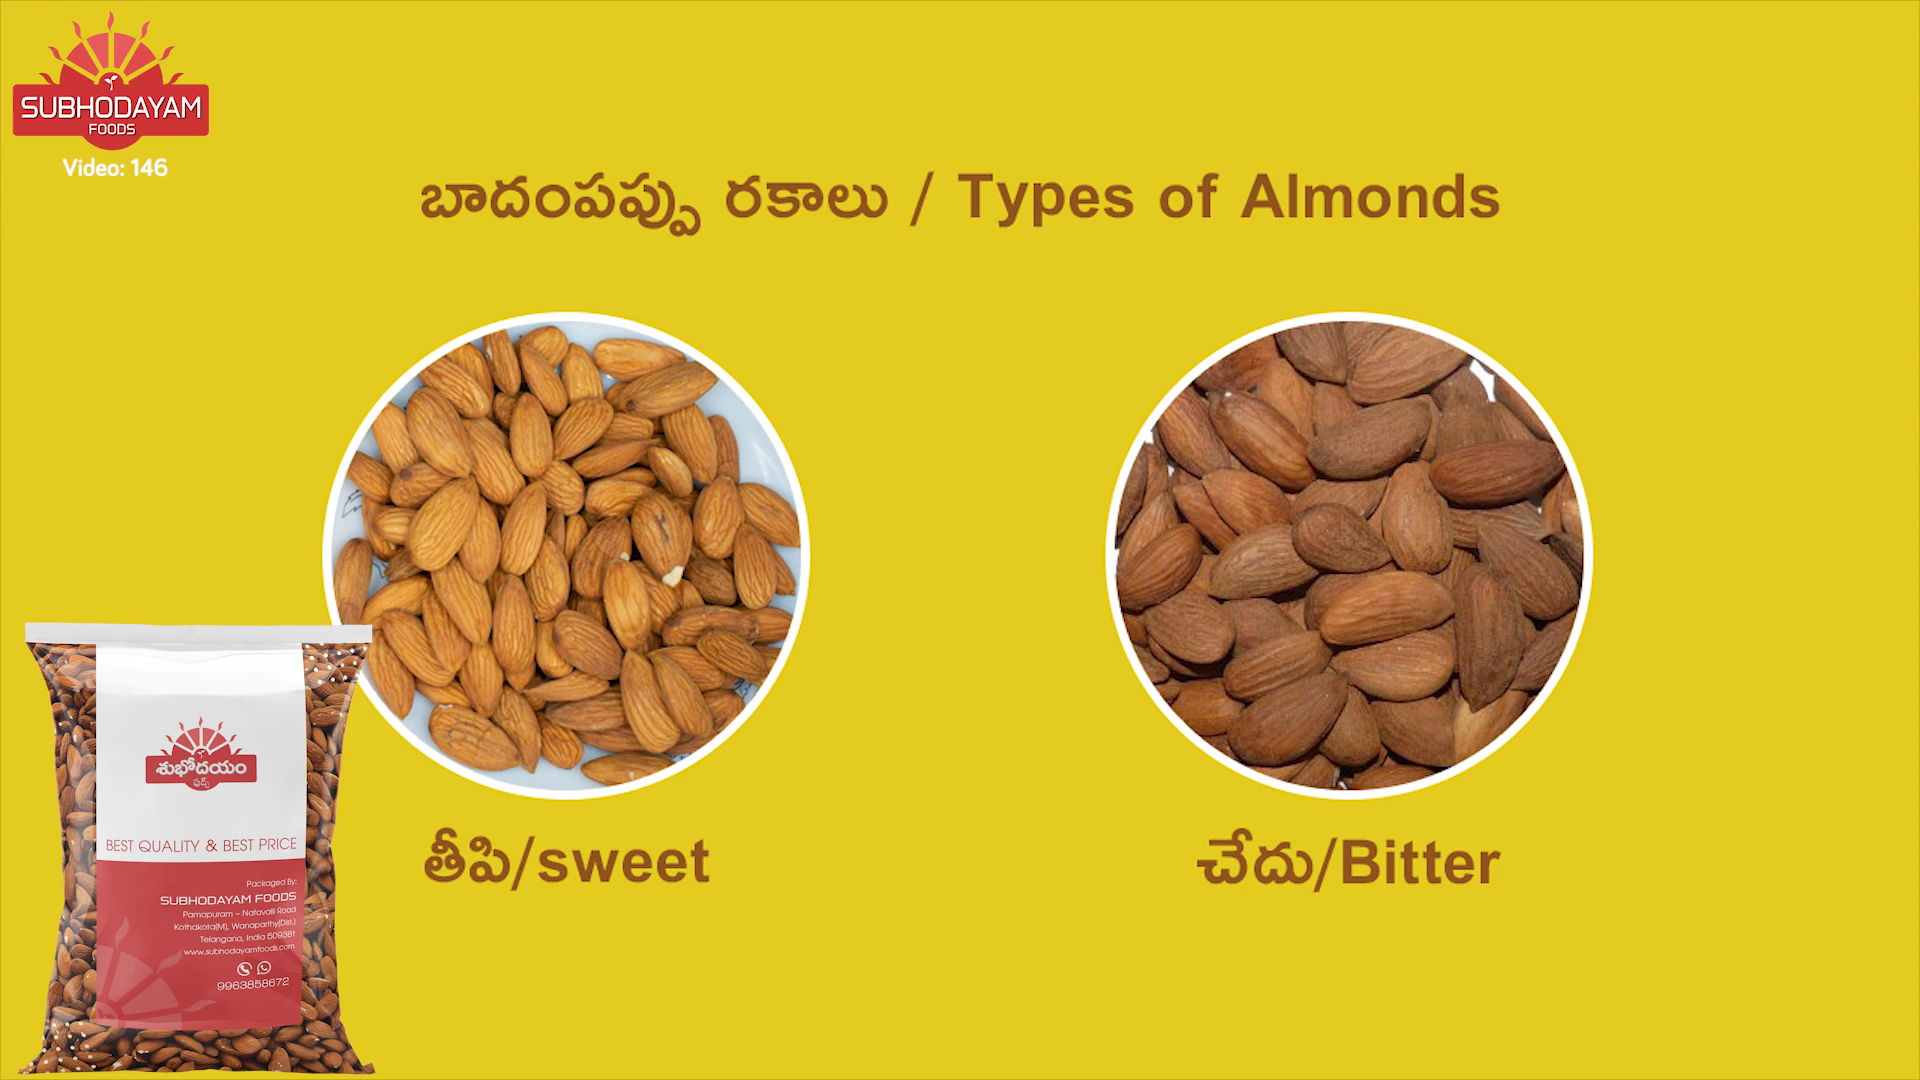 SUBHODAYAM
FOODS
Video: 146
బాదంపప్పు రకాలు / Types of Almonds
తీపి/sweet
చేదు/Bitter
శుభోదయం
ఫుడ్స్
BEST QUALITY & BEST PRICE
Packaged By:
SUBHODAYAM FOODS
Pamapuram – Natavalli Road
Kothakota(M), Wanaparthy(Dist.)
Telangana, India 509381
www.subhodayamfoods.com
9963858672